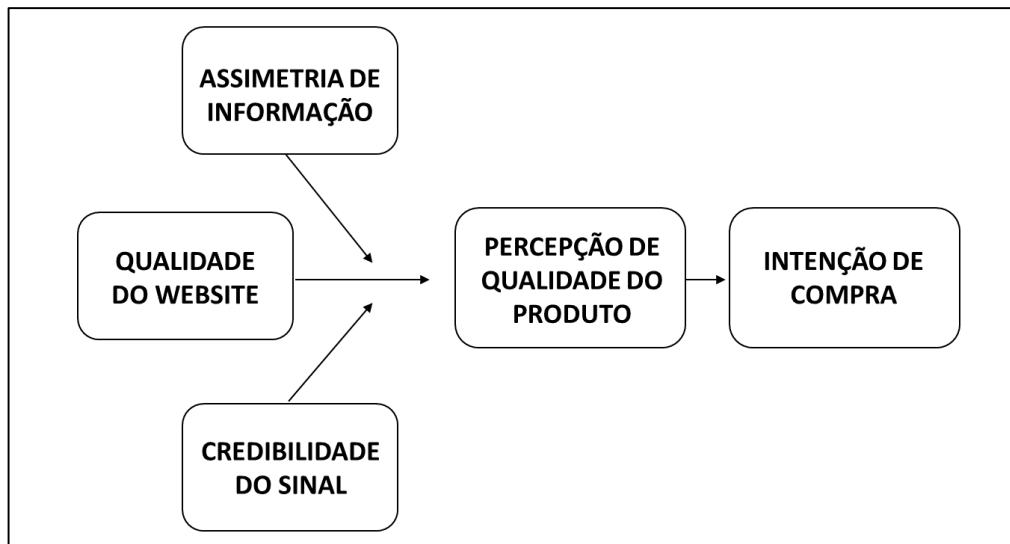 ASSIMETRIA DE
INFORMAÇÃO
QUALIDADE
DO WEBSITE
PERCEPÇÃO DE
QUALIDADE DO
PRODUTO
INTENÇÃO DE
COMPRA
CREDIBILIDADE
DO SINAL